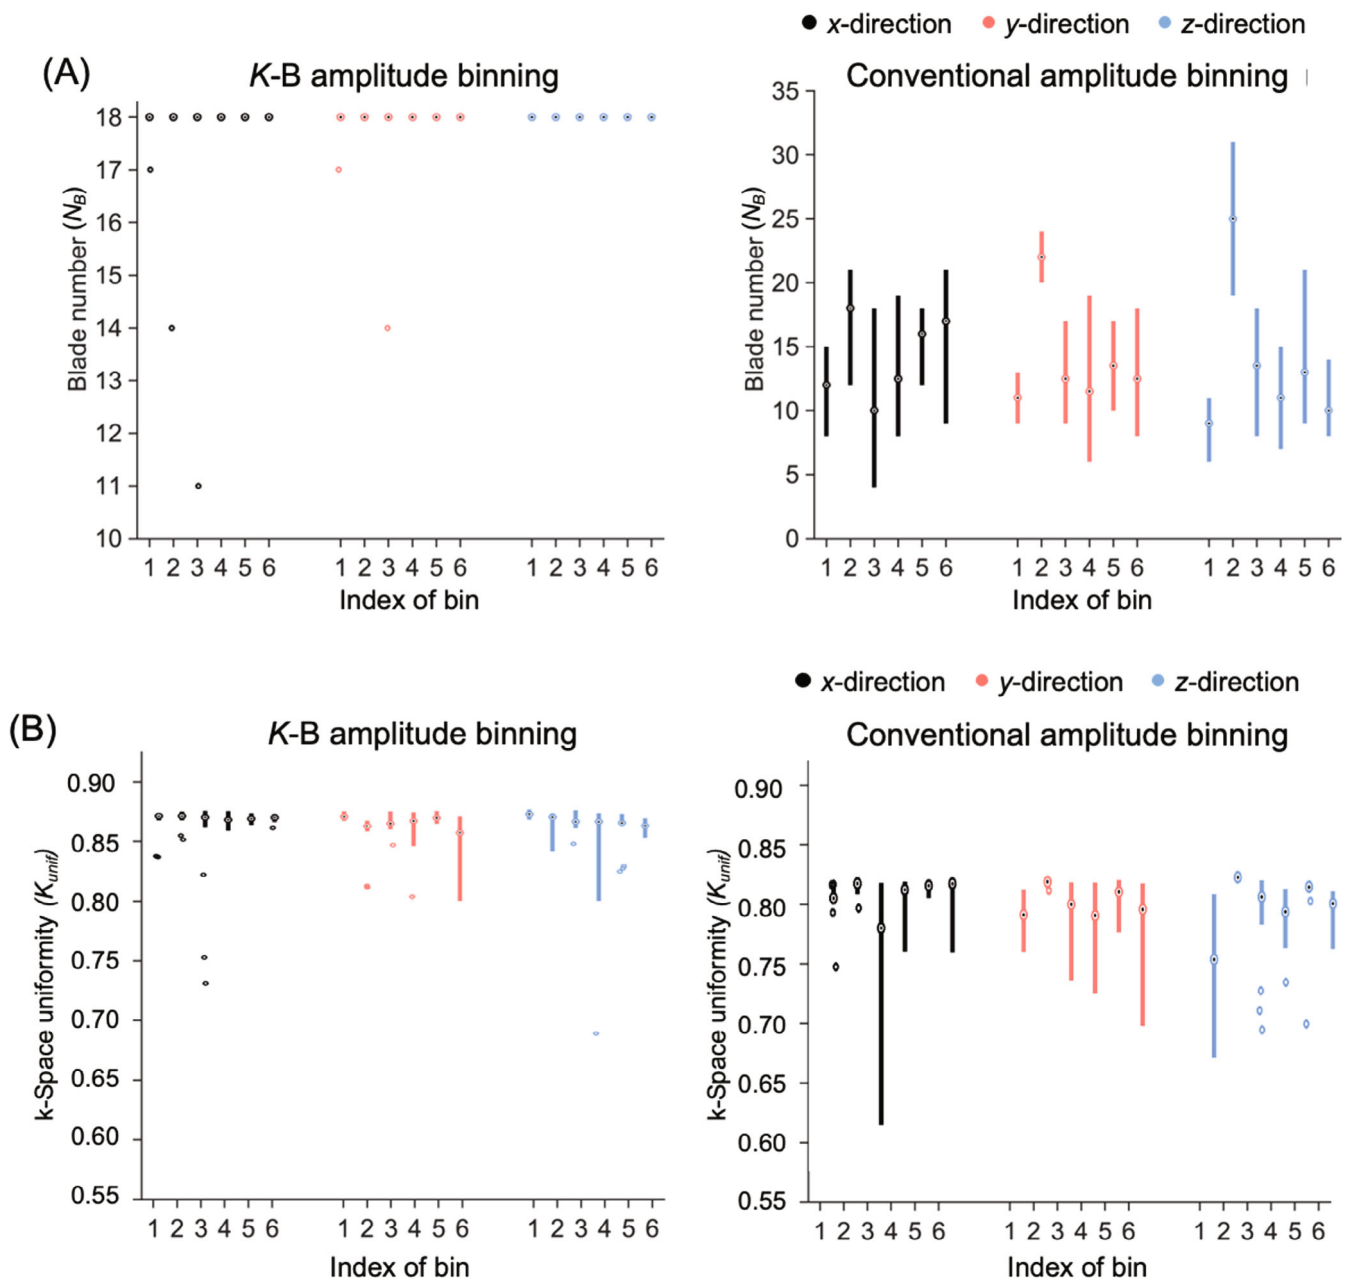 x-direction y-direction z-direction
(A)
K-B amplitude binning
Conventional amplitude binning
Blade number (NB)
18
17
16
15
14
13
12
11
10
1 2 3 4 5 6 1 2 3 4 5 6 1 2 3 4 5 6
Index of bin
Blade number (NB)
35
30
25
20
15
10
5
0
1 2 3 4 5 6 1 2 3 4 5 6 1 2 3 4 5 6
Index of bin
x-direction y-direction z-direction
(B)
K-B amplitude binning
Conventional amplitude binning
k-Space uniformity (Kunif)
0.90
0.85
0.80
0.75
0.70
0.65
0.60
0.55
1 2 3 4 5 6 1 2 3 4 5 6 1 2 3 4 5 6
Index of bin
k-Space uniformity (Kunif)
0.90
0.85
0.80
0.75
0.70
0.65
0.60
0.55
1 2 3 4 5 6 1 2 3 4 5 6 1 2 3 4 5 6
Index of bin